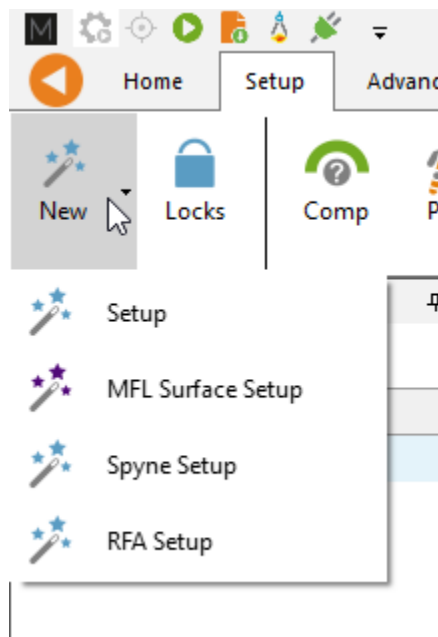 M
Home Setup Advanc
New Locks Comp P
?
Setup
MFL Surface Setup
Spyne Setup
RFA Setup